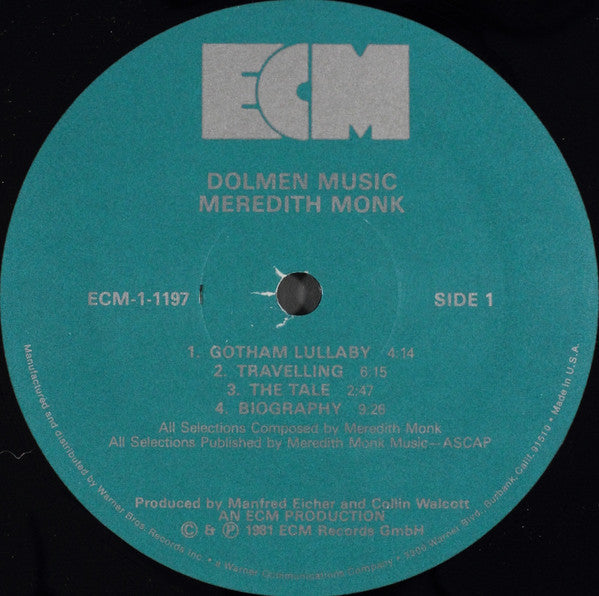 ECM
DOLMEN MUSIC
MEREDITH MONK
ECM-1-1197
SIDE 1
1. GOTHAM LULLABY 4:14
2. TRAVELLING 6:15
3. THE TALE 2:47
4. BIOGRAPHY 9:26
All Selections Composed by Meredith Monk
All Selections Published by Meredith Monk Music—ASCAP
Produced by Manfred Eicher and Collin Walcott
AN ECM PRODUCTION
© & ℗ 1981 ECM Records GmbH
Manufactured and distributed by Warner Bros. Records Inc. • a Warner Communications Company • 3300 Warner Blvd., Burbank, Calif. 91510 • Made in U.S.A.